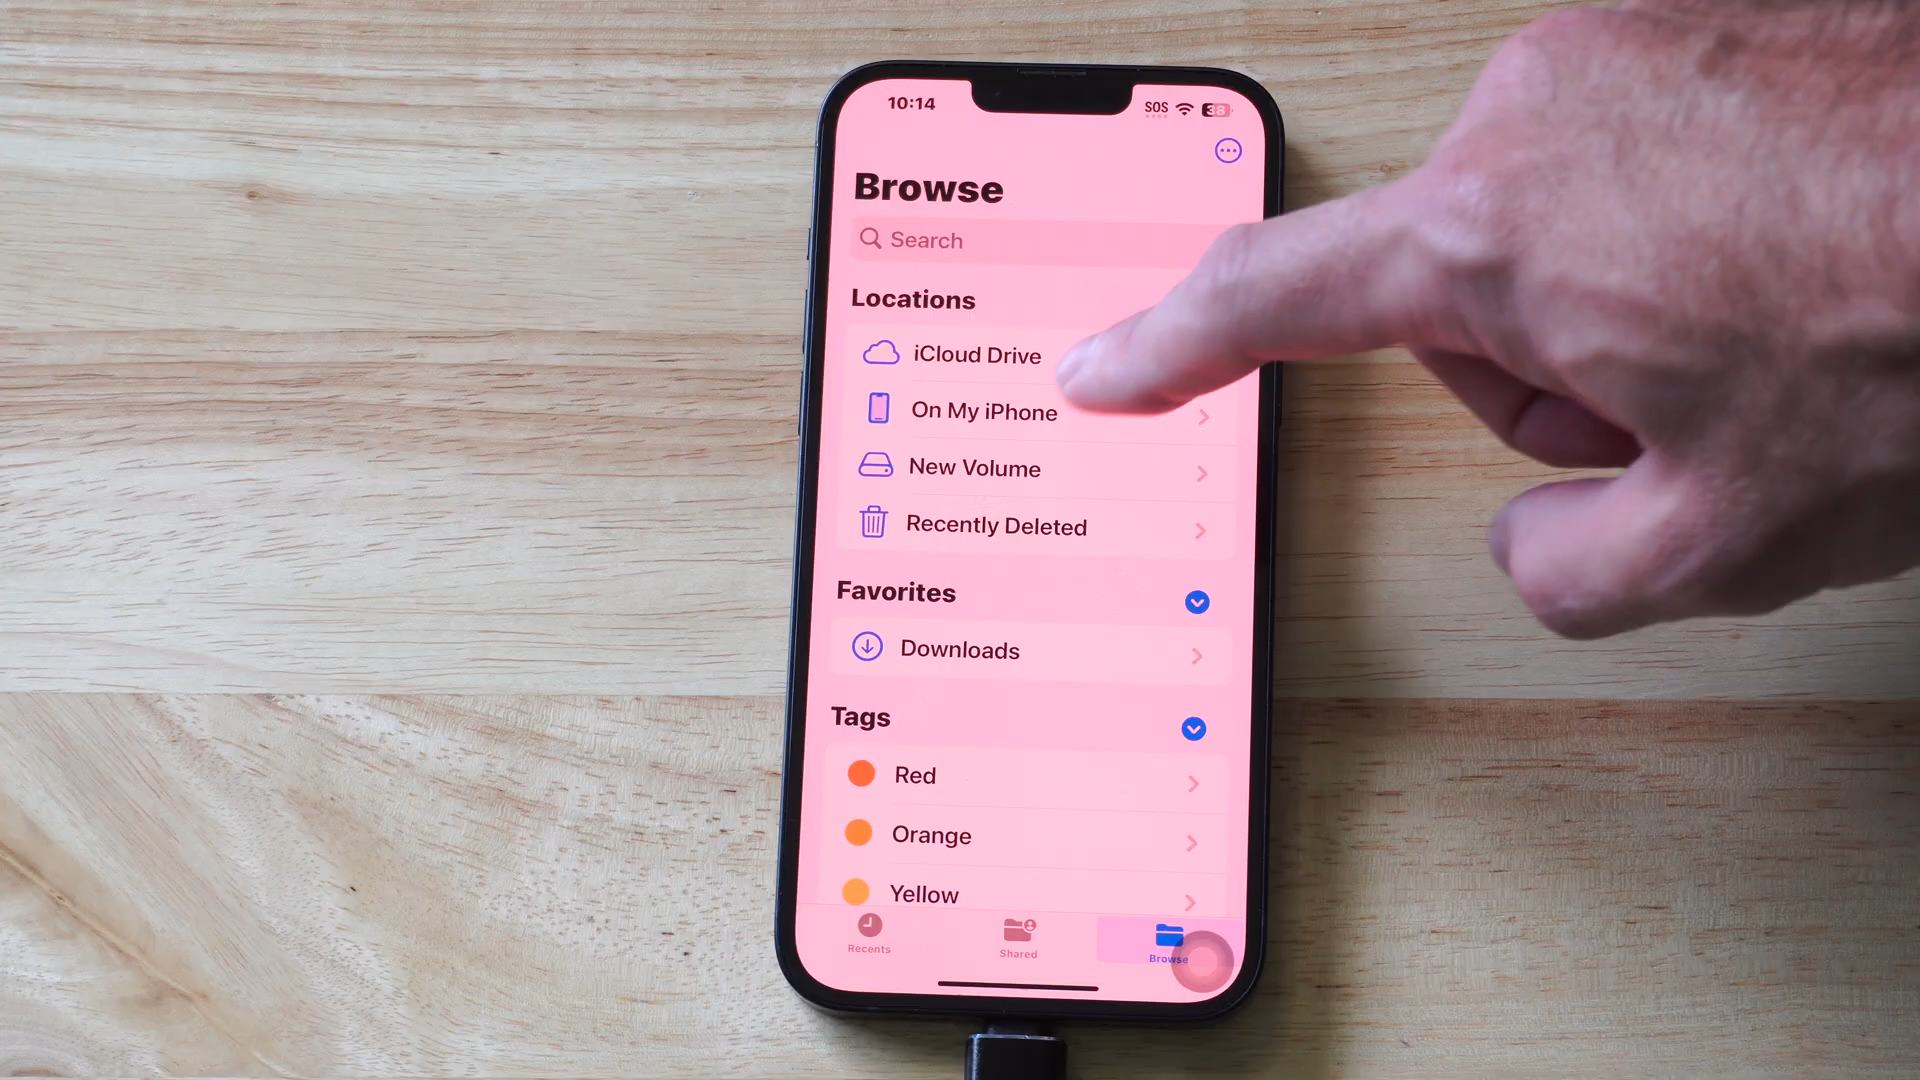 10:14
SOS
38
Browse
Search
Locations
iCloud Drive
On My iPhone
New Volume
Recently Deleted
Favorites
Downloads
Tags
Red
Orange
Yellow
Recents
Shared
Browse